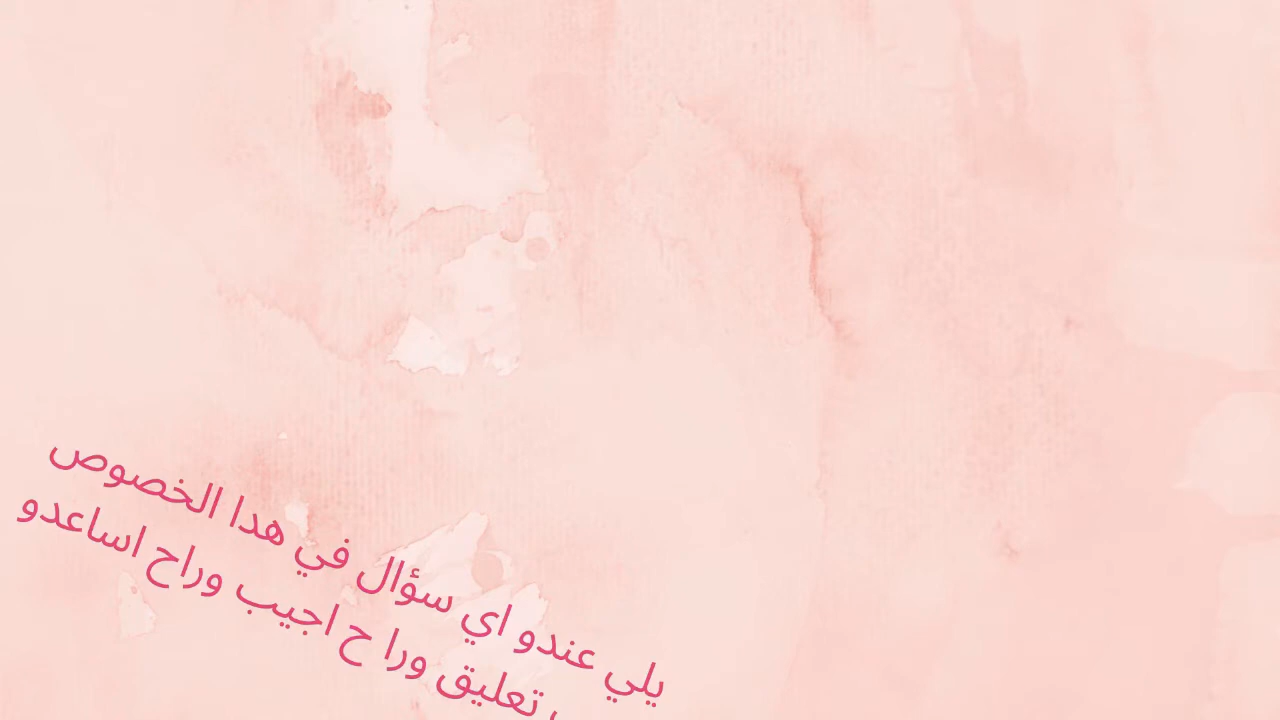 يلي عندو اي سؤال في هدا الخصوص
تعليق ورا ح اجيب وراح اساعدو